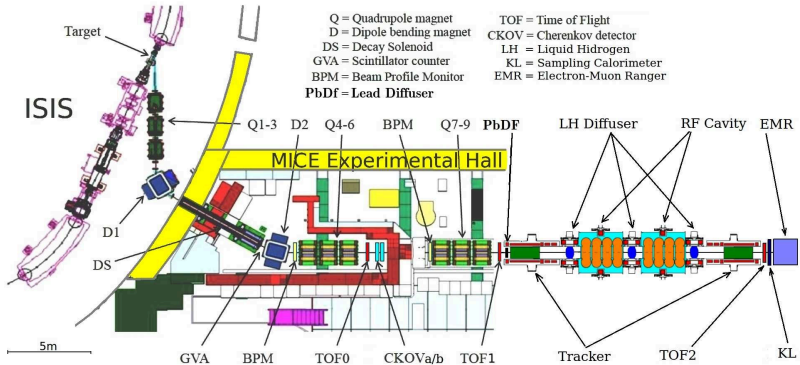 Q = Quadrupole magnet
D = Dipole bending magnet
DS = Decay Solenoid
GVA = Scintillator counter
BPM = Beam Profile Monitor
PbDf = Lead Diffuser
TOF = Time of Flight
CKOV = Cherenkov detector
LH = Liquid Hidrogen
KL = Sampling Calorimeter
EMR = Electron-Muon Ranger
Target
ISIS
Q1-3
D2
Q4-6
BPM
Q7-9
PbDF
LH Diffuser
RF Cavity
EMR
MICE Experimental Hall
D1
DS
5m
GVA
BPM
TOF0
CKOVa/b
TOF1
Tracker
TOF2
KL